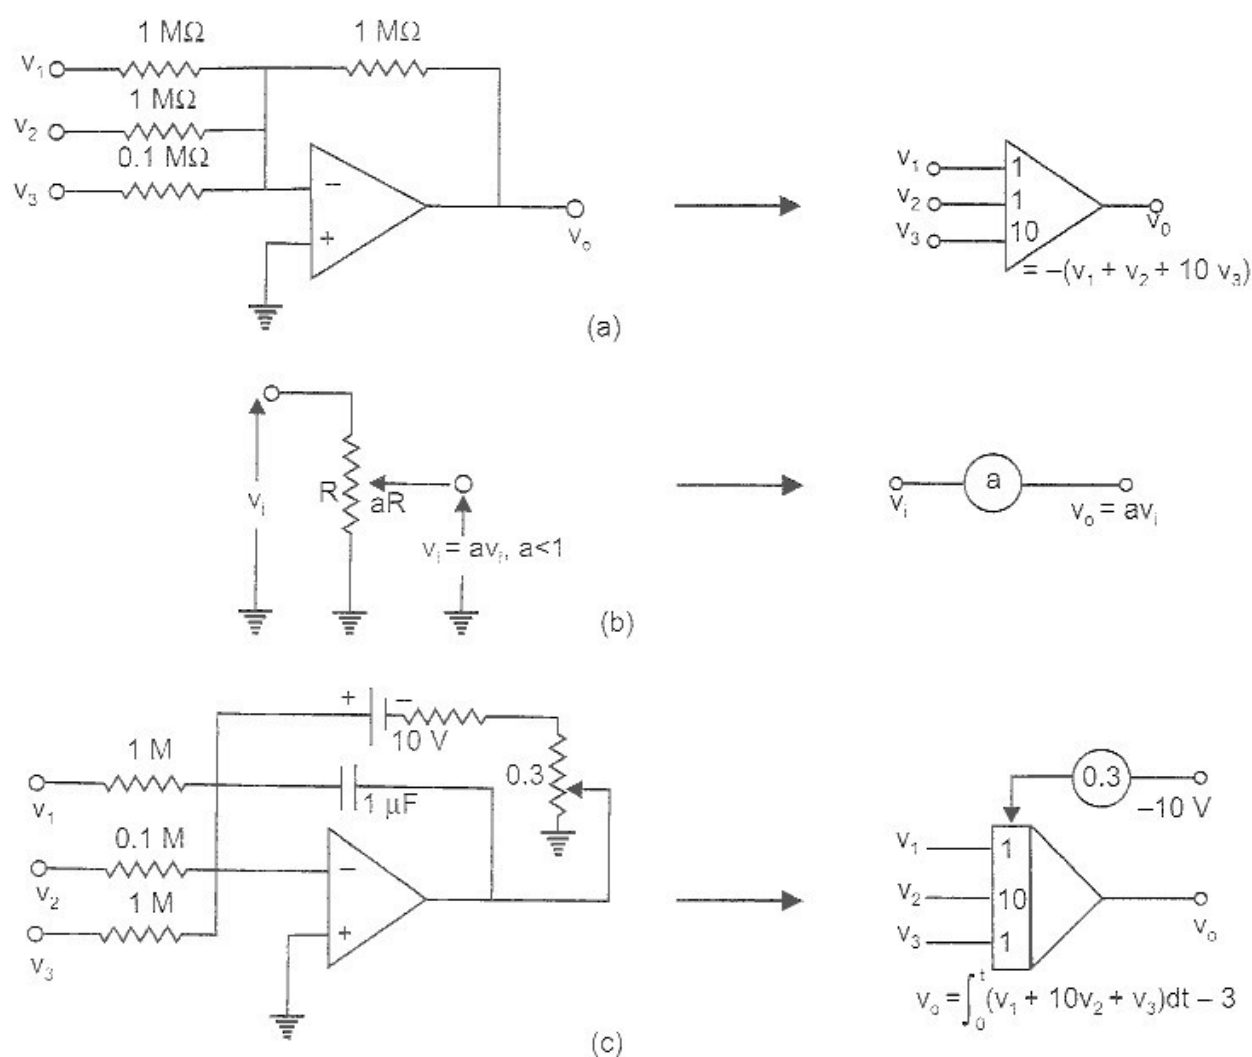 1 MΩ
1 MΩ
v₁
1 MΩ
v₂
0.1 MΩ
v₃
−
+
vₒ
v₁
1
v₂
1
v₃
10
v₀
= –(v₁ + v₂ + 10 v₃)
(a)
vᵢ
R
aR
vᵢ = avᵢ, a<1
a
vᵢ
vₒ = avᵢ
(b)
+
−
10 V
1 M
0.3
v₁
1 μF
0.1 M
v₂
−
1 M
+
v₃
0.3
–10 V
v₁
1
v₂
10
v₃
1
vₒ
vₒ = ∫₀ᵗ (v₁ + 10v₂ + v₃)dt – 3
(c)